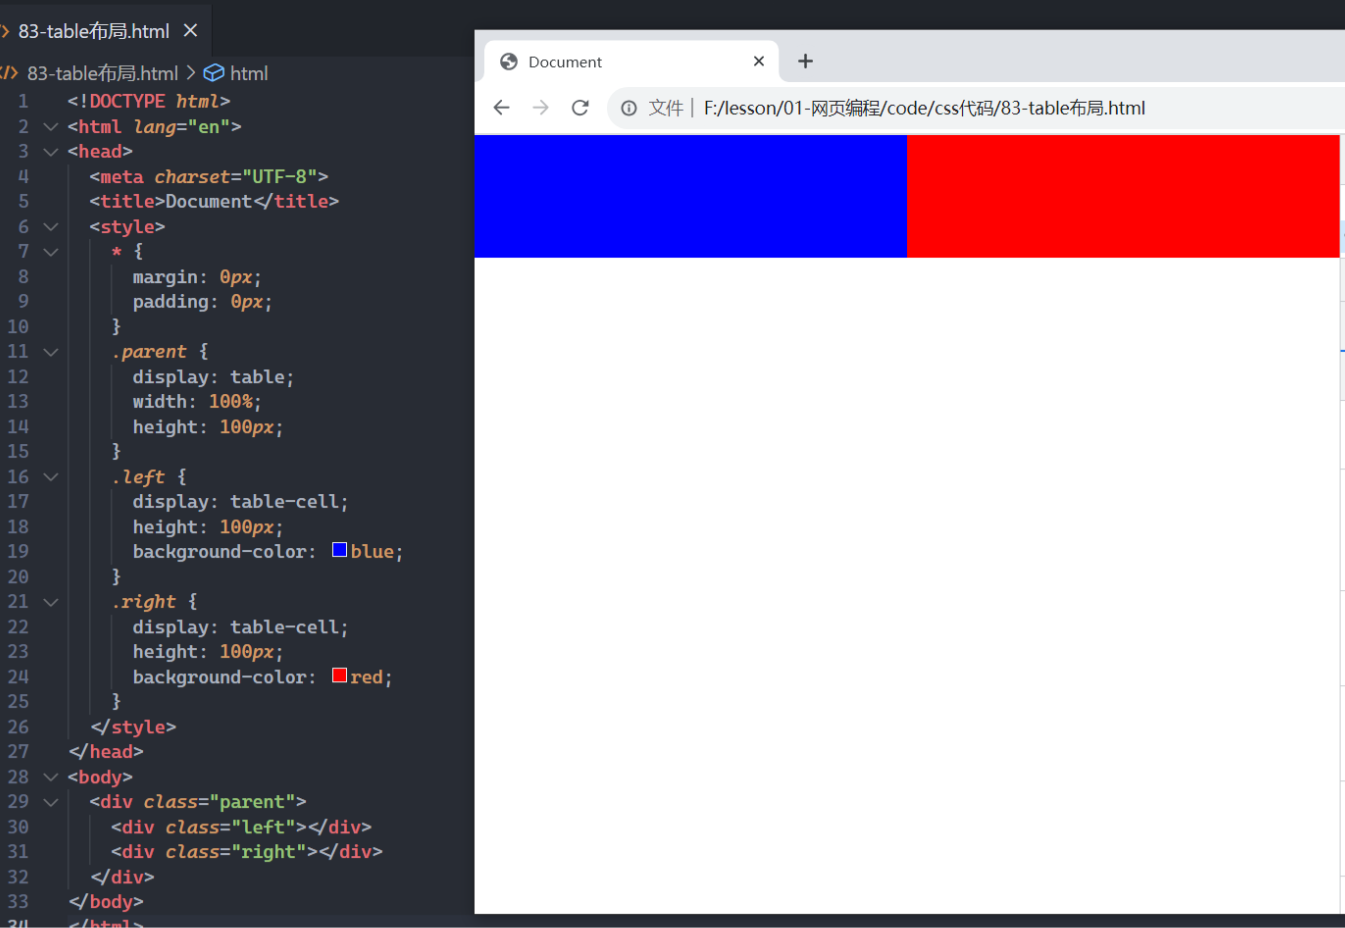 83-table布局.html
83-table布局.html > html
1 <!DOCTYPE html>
2 <html lang="en">
3 <head>
4 <meta charset="UTF-8">
5 <title>Document</title>
6 <style>
7 * {
8 margin: 0px;
9 padding: 0px;
10 }
11 .parent {
12 display: table;
13 width: 100%;
14 height: 100px;
15 }
16 .left {
17 display: table-cell;
18 height: 100px;
19 background-color: blue;
20 }
21 .right {
22 display: table-cell;
23 height: 100px;
24 background-color: red;
25 }
26 </style>
27 </head>
28 <body>
29 <div class="parent">
30 <div class="left"></div>
31 <div class="right"></div>
32 </div>
33 </body>
34 </html>
Document
文件 | F:/lesson/01-网页编程/code/css代码/83-table布局.html